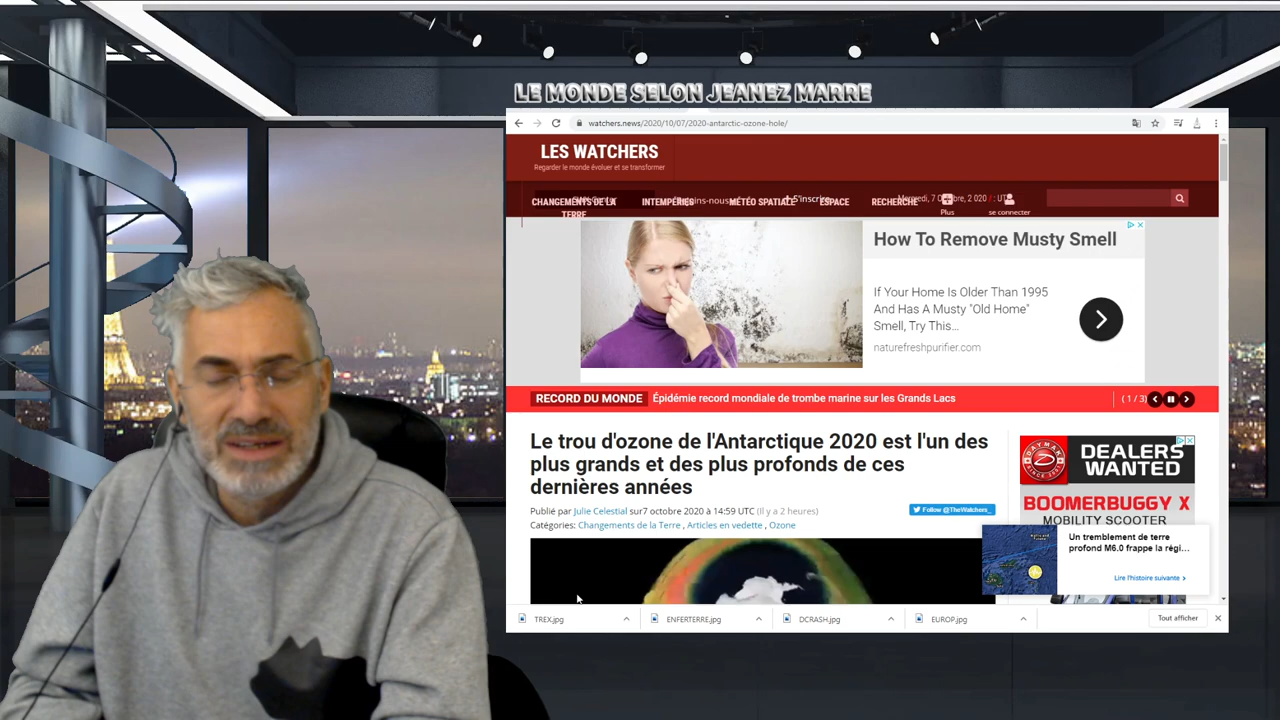 LE MONDE SELON JEANEZ MARRE
watchers.news/2020/10/07/2020-antarctic-ozone-hole/
LES WATCHERS
Regarder le monde évoluer et se transformer
CHANGEMENTS DE LA TERRE
INTEMPÉRIES
MÉTÉO SPATIALE
S'inscrire
ESPACE
RECHERCHE
Plus
se connecter
How To Remove Musty Smell
If Your Home Is Older Than 1995
And Has A Musty "Old Home"
Smell, Try This...
naturefreshpurifier.com
RECORD DU MONDE Épidémie record mondiale de trombe marine sur les Grands Lacs ( 1 / 3)
Le trou d'ozone de l'Antarctique 2020 est l'un des
plus grands et des plus profonds de ces
dernières années
Publié par Julie Celestial sur7 octobre 2020 à 14:59 UTC (Il y a 2 heures)
Follow @TheWatchers_
Catégories: Changements de la Terre , Articles en vedette , Ozone
DAYMAK
DEALERS
WANTED
BOOMERBUGGY X
MOBILITY SCOOTER
Un tremblement de terre
profond M6.0 frappe la régi...
Lire l'histoire suivante
TREX.jpg
ENFERTERRE.jpg
DCRASH.jpg
EUROP.jpg
Tout afficher